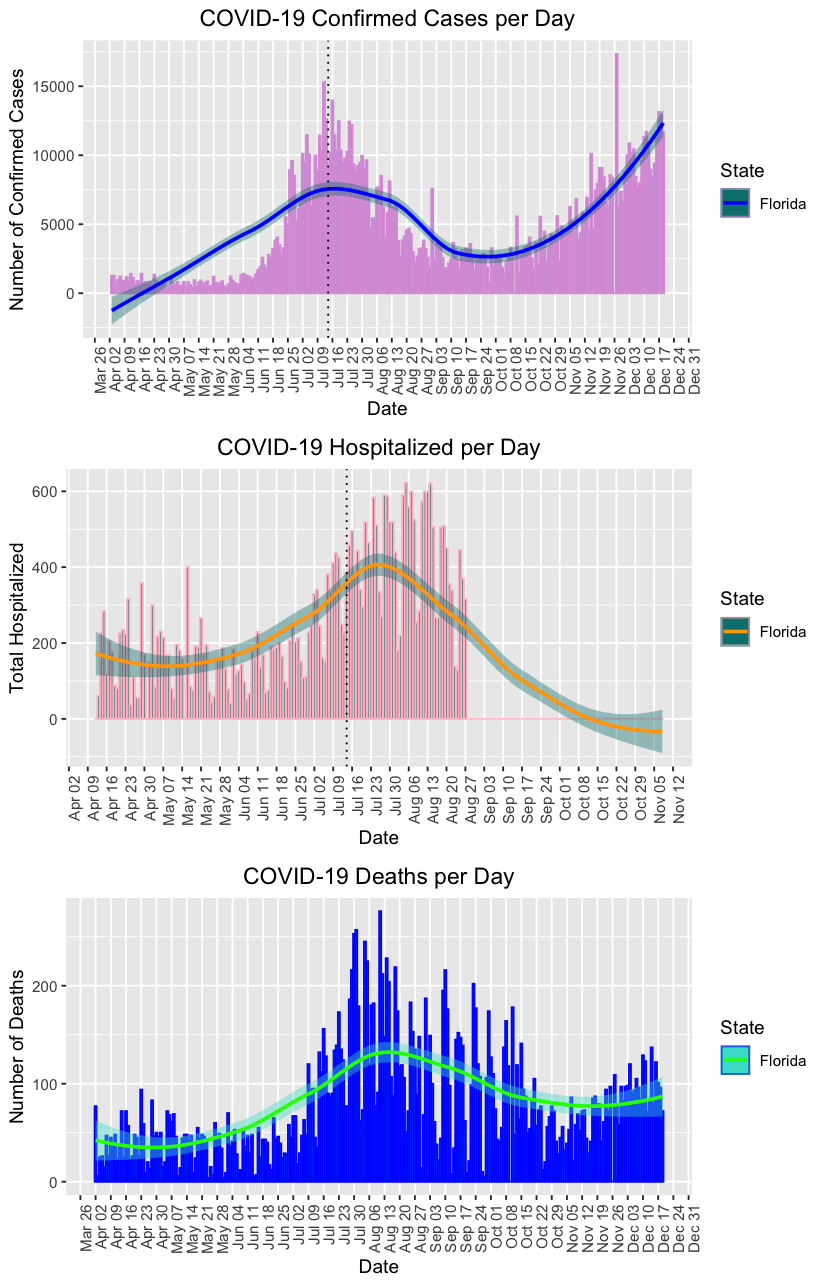 COVID-19 Confirmed Cases per Day
Number of Confirmed Cases
15000
10000
5000
0
Mar 26
Apr 02
Apr 09
Apr 16
Apr 23
Apr 30
May 07
May 14
May 21
May 28
Jun 04
Jun 11
Jun 18
Jun 25
Jul 02
Jul 09
Jul 16
Jul 23
Jul 30
Aug 06
Aug 13
Aug 20
Aug 27
Sep 03
Sep 10
Sep 17
Sep 24
Oct 01
Oct 08
Oct 15
Oct 22
Oct 29
Nov 05
Nov 12
Nov 19
Nov 26
Dec 03
Dec 10
Dec 17
Dec 24
Dec 31
Date
State
Florida
COVID-19 Hospitalized per Day
Total Hospitalized
600
400
200
0
Apr 02
Apr 09
Apr 16
Apr 23
Apr 30
May 07
May 14
May 21
May 28
Jun 04
Jun 11
Jun 18
Jun 25
Jul 02
Jul 09
Jul 16
Jul 23
Jul 30
Aug 06
Aug 13
Aug 20
Aug 27
Sep 03
Sep 10
Sep 17
Sep 24
Oct 01
Oct 08
Oct 15
Oct 22
Oct 29
Nov 05
Nov 12
Date
State
Florida
COVID-19 Deaths per Day
Number of Deaths
200
100
0
Mar 26
Apr 02
Apr 09
Apr 16
Apr 23
Apr 30
May 07
May 14
May 21
May 28
Jun 04
Jun 11
Jun 18
Jun 25
Jul 02
Jul 09
Jul 16
Jul 23
Jul 30
Aug 06
Aug 13
Aug 20
Aug 27
Sep 03
Sep 10
Sep 17
Sep 24
Oct 01
Oct 08
Oct 15
Oct 22
Oct 29
Nov 05
Nov 12
Nov 19
Nov 26
Dec 03
Dec 10
Dec 17
Dec 24
Dec 31
Date
State
Florida